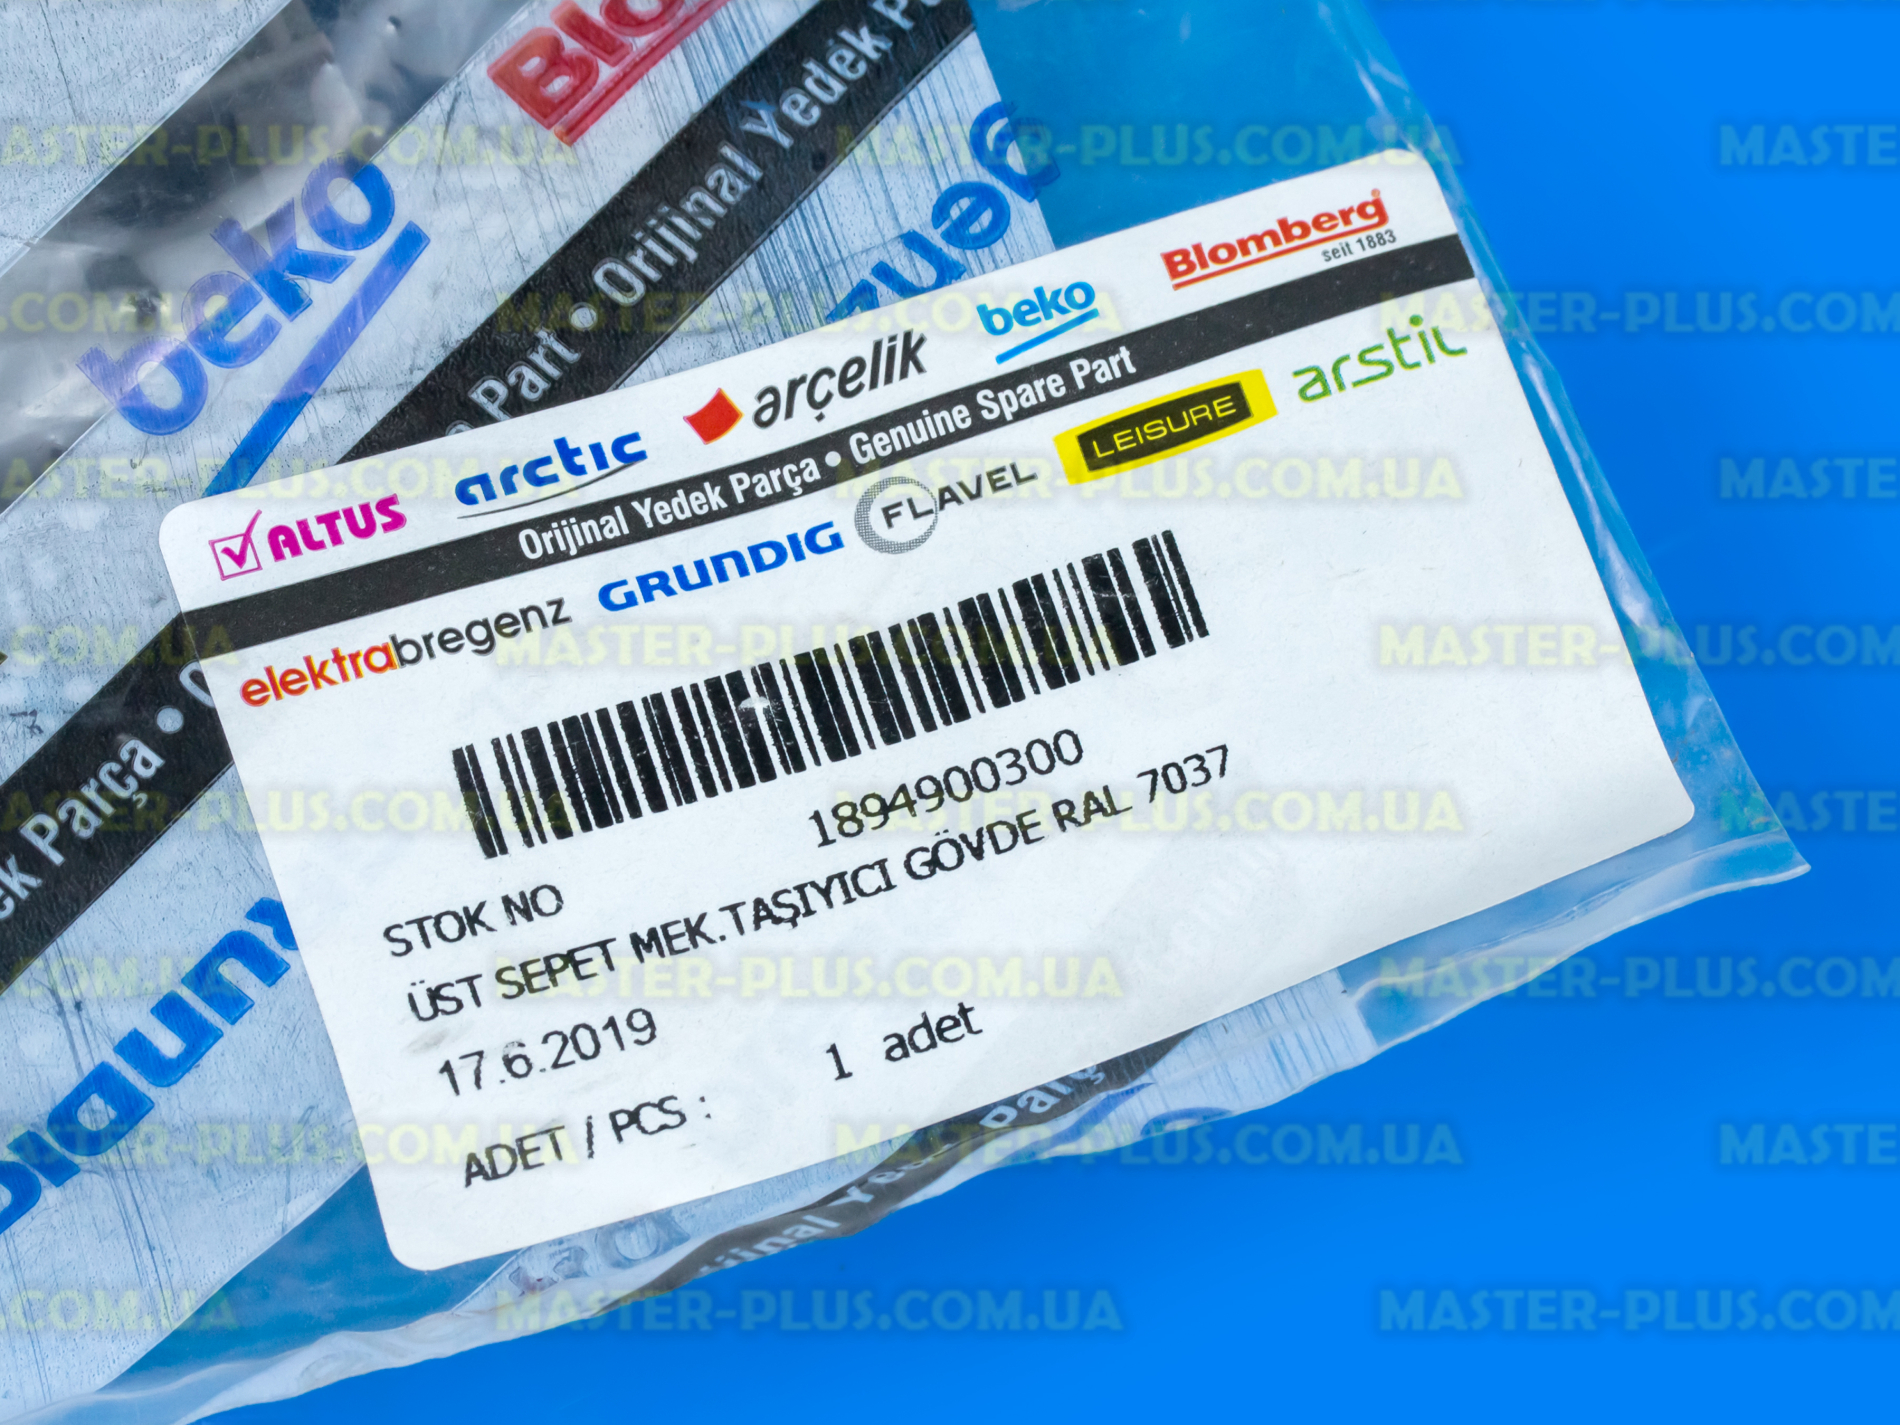 Blo
beko
Orijinal Yedek P
Part •
ALTUS
arctic
arçelik
beko
Blomberg
seit 1883
Orijinal Yedek Parça • Genuine Spare Part
elektrabregenz
GRUNDIG
FLAVEL
LEISURE
arstil
1894900300
STOK NO
ÜST SEPET MEK.TAŞIYICI GÖVDE RAL 7037
17.6.2019
1 adet
ADET / PCS :
ek Parça •
MASTER-PLUS.COM.UA